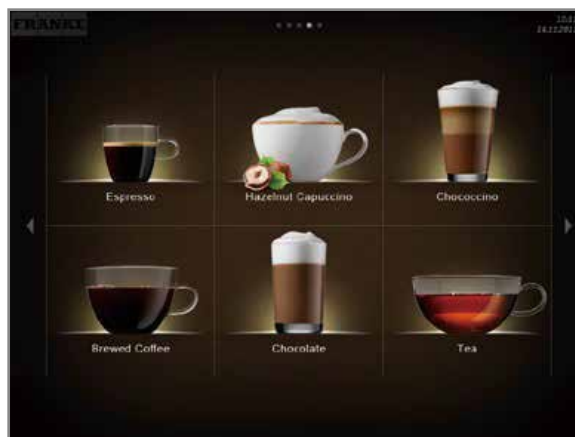 FRANKE
Espresso
Hazelnut Capuccino
Chococcino
Brewed Coffee
Chocolate
Tea